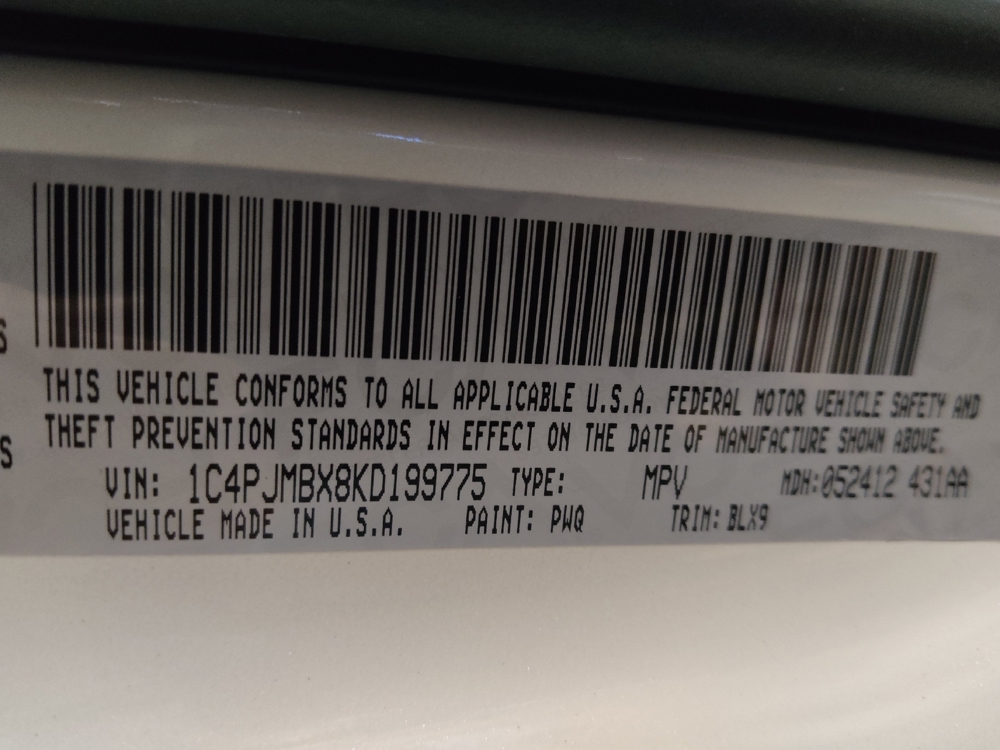 S
THIS VEHICLE CONFORMS TO ALL APPLICABLE U.S.A. FEDERAL MOTOR VEHICLE SAFETY AND
S
THEFT PREVENTION STANDARDS IN EFFECT ON THE DATE OF MANUFACTURE SHOWN ABOVE.
VIN: 1C4PJMBX8KD199775 TYPE: MPV MDH:052412 431AA
VEHICLE MADE IN U.S.A. PAINT: PWQ TRIM: BLX9